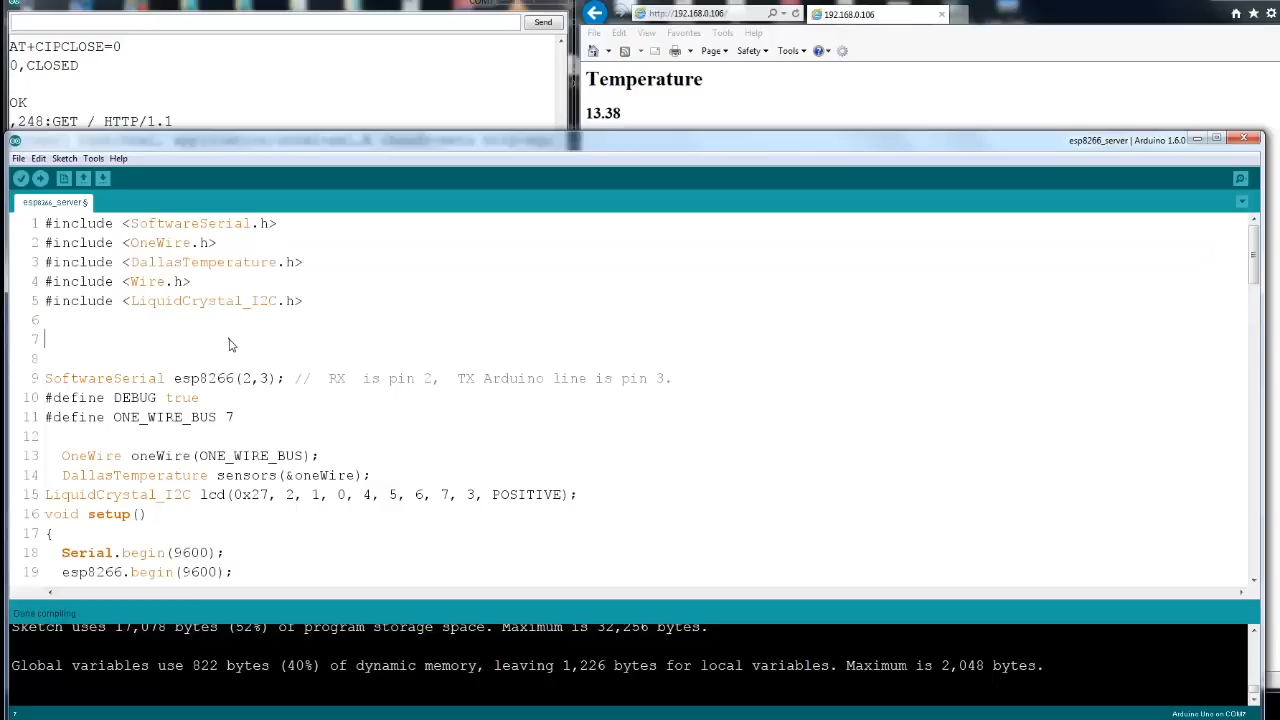 COM7
Send
AT+CIPCLOSE=0
0,CLOSED
OK
,248:GET / HTTP/1.1
http://192.168.0.106/
192.168.0.106
File Edit View Favorites Tools Help
Page Safety Tools
Temperature
13.38
esp8266_server | Arduino 1.6.0
File Edit Sketch Tools Help
esp8266_server §
1 #include <SoftwareSerial.h>
2 #include <OneWire.h>
3 #include <DallasTemperature.h>
4 #include <Wire.h>
5 #include <LiquidCrystal_I2C.h>
6
7
8
9 SoftwareSerial esp8266(2,3); // RX is pin 2, TX Arduino line is pin 3.
10 #define DEBUG true
11 #define ONE_WIRE_BUS 7
12
13 OneWire oneWire(ONE_WIRE_BUS);
14 DallasTemperature sensors(&oneWire);
15 LiquidCrystal_I2C lcd(0x27, 2, 1, 0, 4, 5, 6, 7, 3, POSITIVE);
16 void setup()
17 {
18 Serial.begin(9600);
19 esp8266.begin(9600);
Done compiling
Sketch uses 17,078 bytes (52%) of program storage space. Maximum is 32,256 bytes.
Global variables use 822 bytes (40%) of dynamic memory, leaving 1,226 bytes for local variables. Maximum is 2,048 bytes.
7
Arduino Uno on COM7